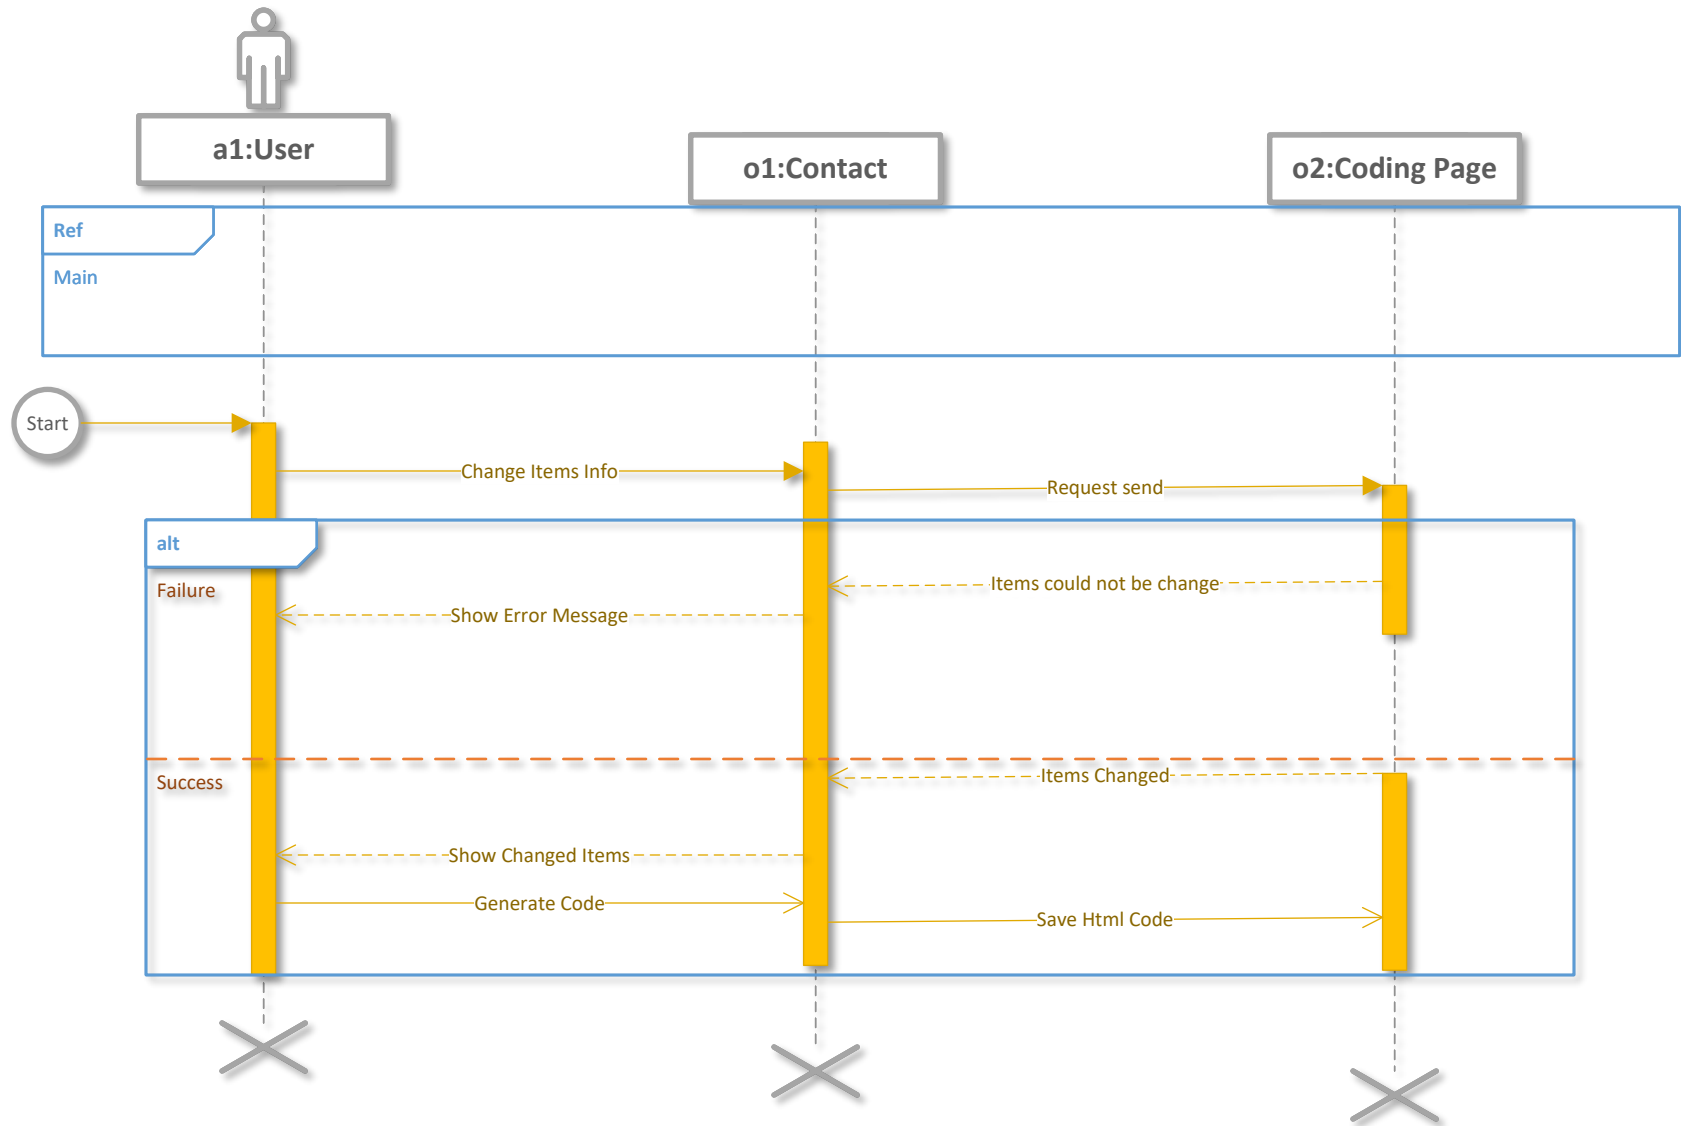 a1:User
o1:Contact
o2:Coding Page
Ref
Main
Start
Change Items Info
Request send
alt
Failure
Items could not be change
Show Error Message
Success
Items Changed
Show Changed Items
Generate Code
Save Html Code